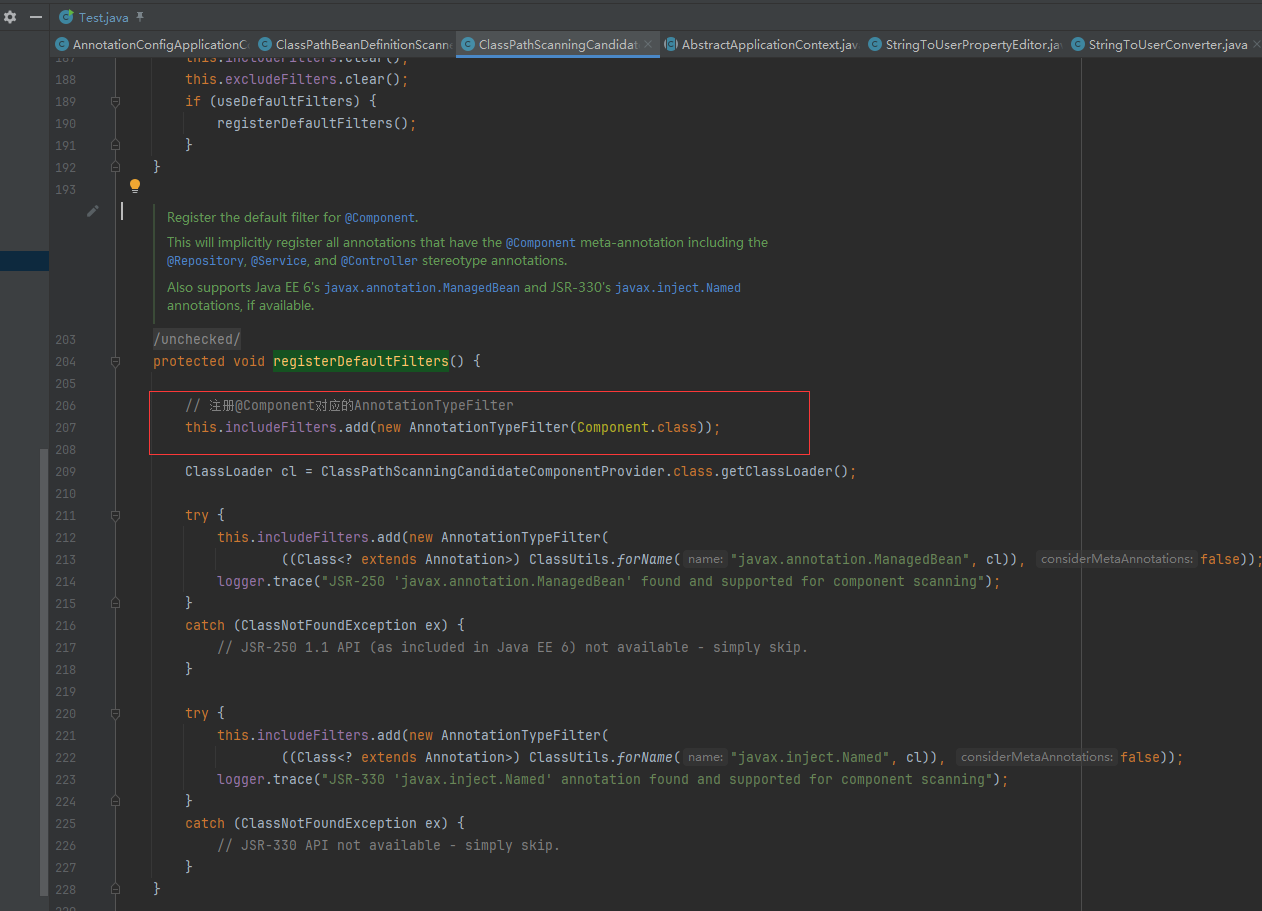 Test.java
AnnotationConfigApplicationC
ClassPathBeanDefinitionScann
ClassPathScanningCandidat
AbstractApplicationContext.jav
StringToUserPropertyEditor.ja
StringToUserConverter.java
187 this.includeFilters.clear();
188 this.excludeFilters.clear();
189 if (useDefaultFilters) {
190 registerDefaultFilters();
191 }
192 }
193
Register the default filter for @Component.
This will implicitly register all annotations that have the @Component meta-annotation including the
@Repository, @Service, and @Controller stereotype annotations.
Also supports Java EE 6's javax.annotation.ManagedBean and JSR-330's javax.inject.Named
annotations, if available.
203 /unchecked/
204 protected void registerDefaultFilters() {
205
206 // 注册@Component对应的AnnotationTypeFilter
207 this.includeFilters.add(new AnnotationTypeFilter(Component.class));
208
209 ClassLoader cl = ClassPathScanningCandidateComponentProvider.class.getClassLoader();
210
211 try {
212 this.includeFilters.add(new AnnotationTypeFilter(
213 ((Class<? extends Annotation>) ClassUtils.forName( name: "javax.annotation.ManagedBean", cl)), considerMetaAnnotations: false));
214 logger.trace("JSR-250 'javax.annotation.ManagedBean' found and supported for component scanning");
215 }
216 catch (ClassNotFoundException ex) {
217 // JSR-250 1.1 API (as included in Java EE 6) not available - simply skip.
218 }
219
220 try {
221 this.includeFilters.add(new AnnotationTypeFilter(
222 ((Class<? extends Annotation>) ClassUtils.forName( name: "javax.inject.Named", cl)), considerMetaAnnotations: false));
223 logger.trace("JSR-330 'javax.inject.Named' annotation found and supported for component scanning");
224 }
225 catch (ClassNotFoundException ex) {
226 // JSR-330 API not available - simply skip.
227 }
228 }
229